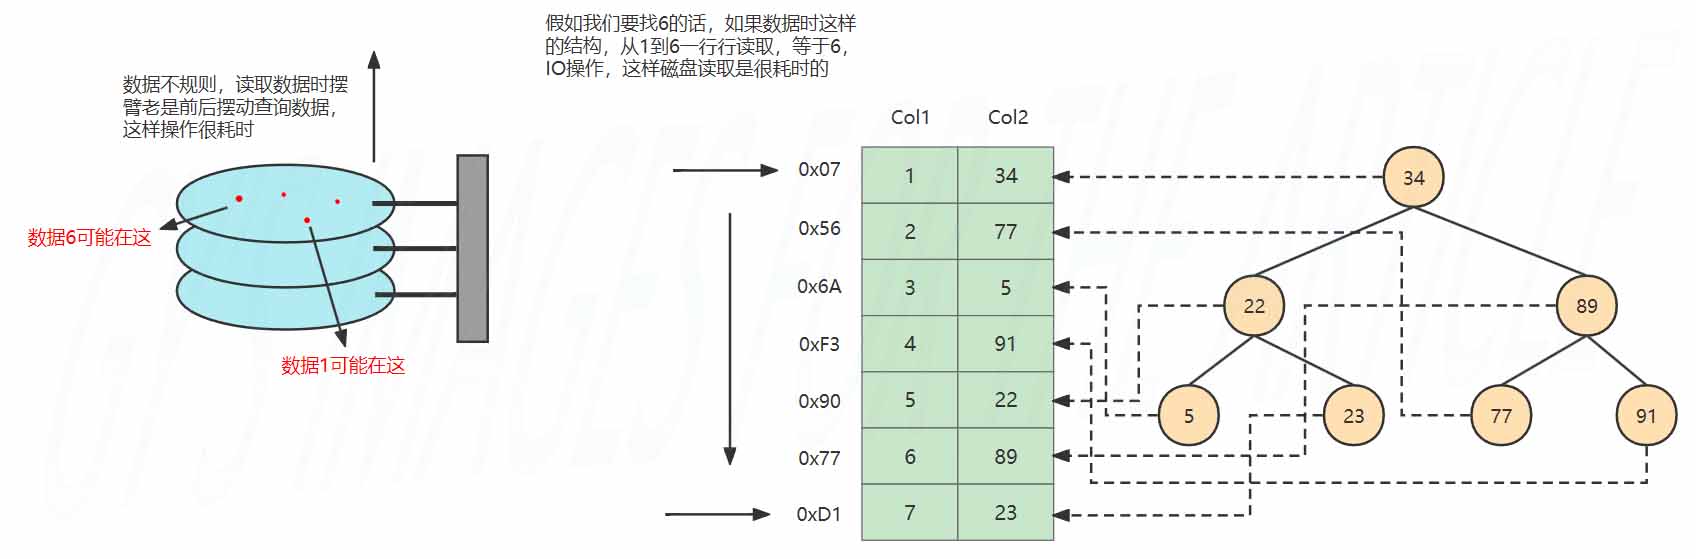 假如我们要找6的话，如果数据时这样
的结构，从1到6一行行读取，等于6，
IO操作，这样磁盘读取是很耗时的
数据不规则，读取数据时摆
臂老是前后摆动查询数据，
这样操作很耗时
数据6可能在这
数据1可能在这
Col1 Col2
0x07 1 34
0x56 2 77
0x6A 3 5
0xF3 4 91
0x90 5 22
0x77 6 89
0xD1 7 23
34
22 89
5 23 77 91